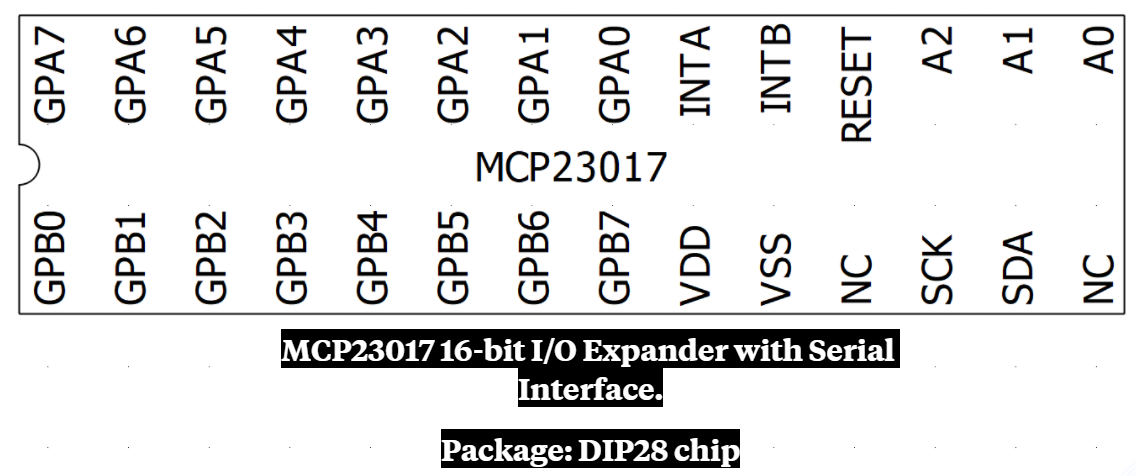 GPA7 GPA6 GPA5 GPA4 GPA3 GPA2 GPA1 GPA0 INTA INTB RESET A2 A1 A0
MCP23017
GPB0 GPB1 GPB2 GPB3 GPB4 GPB5 GPB6 GPB7 VDD VSS NC SCK SDA NC
MCP23017 16-bit I/O Expander with Serial
Interface.
Package: DIP28 chip